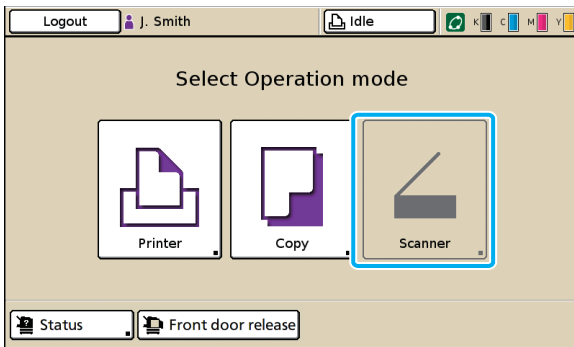 Logout J. Smith Idle K C M Y
Select Operation mode
Printer Copy Scanner
Status Front door release